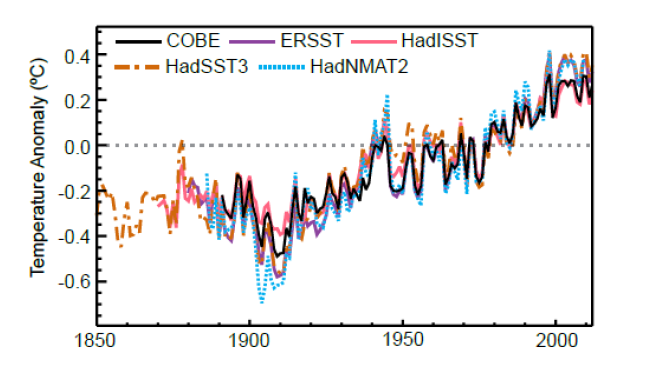 COBE ERSST HadISST
HadSST3 HadNMAT2
Temperature Anomaly (ºC)
0.4
0.2
0.0
-0.2
-0.4
-0.6
1850 1900 1950 2000